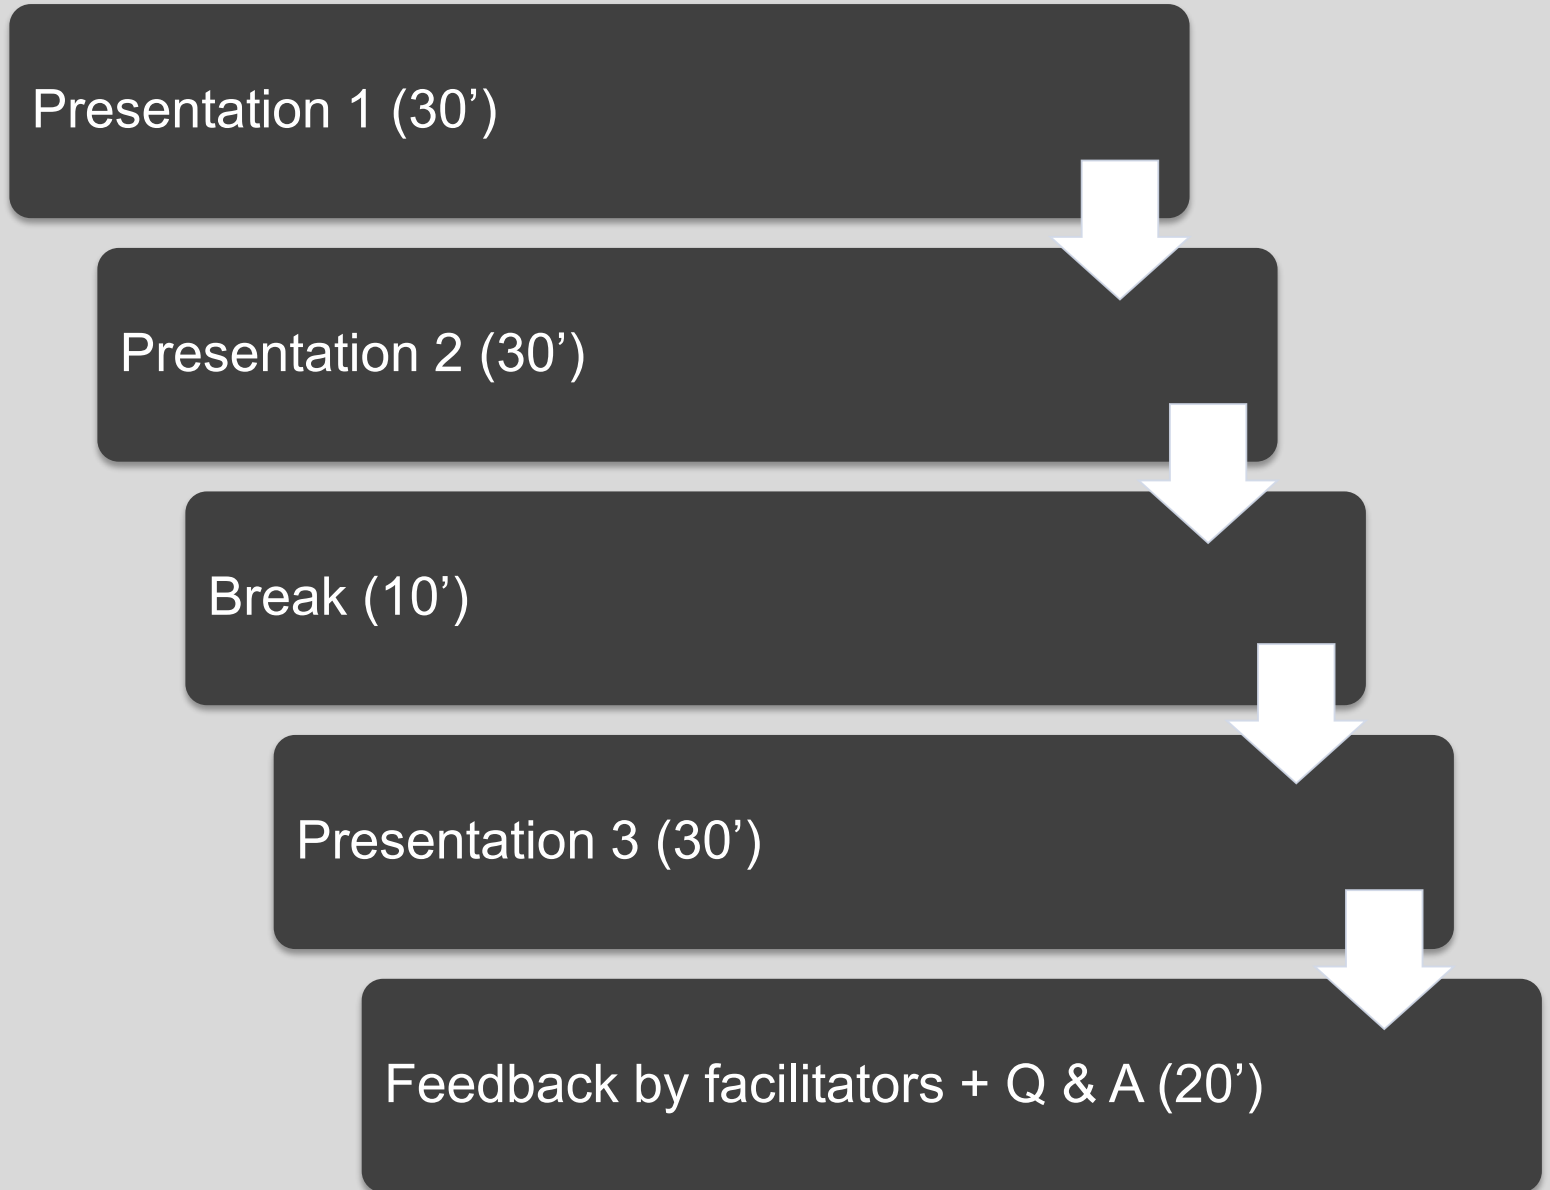 Presentation 1 (30’)
Presentation 2 (30’)
Break (10’)
Presentation 3 (30’)
Feedback by facilitators + Q & A (20’)